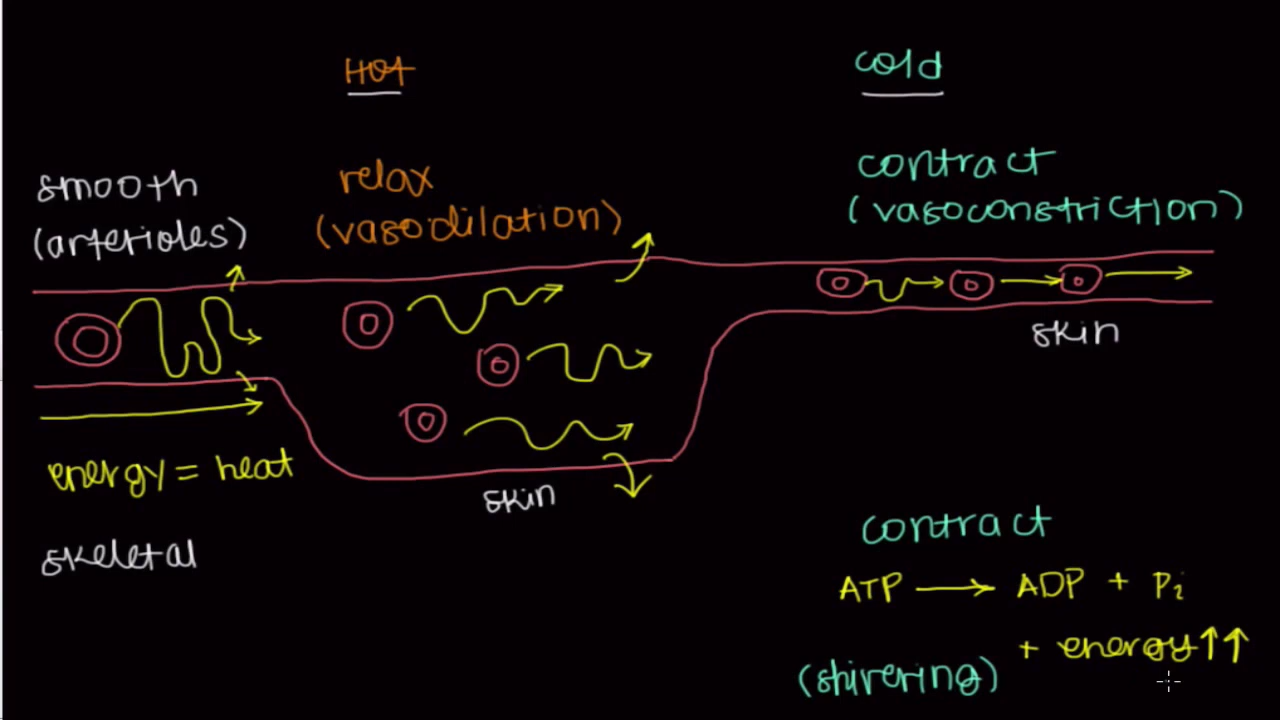 Hot
cold
smooth
(arterioles)
relax
(vasodilation)
contract
(vasoconstriction)
skin
energy = heat
skin
skeletal
contract
ATP → ADP + Pi
+ energy↑↑
(shivering)